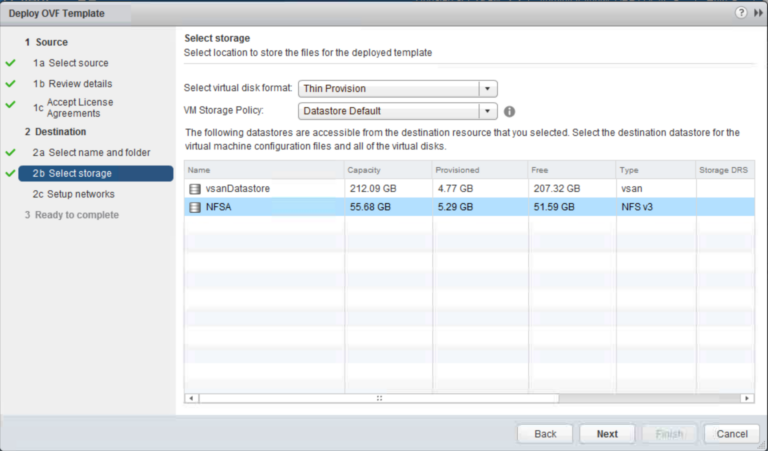 Deploy OVF Template
?
1 Source
1a Select source
1b Review details
1c Accept License
Agreements
2 Destination
2a Select name and folder
2b Select storage
2c Setup networks
3 Ready to complete
Select storage
Select location to store the files for the deployed template
Select virtual disk format: Thin Provision
VM Storage Policy: Datastore Default
The following datastores are accessible from the destination resource that you selected. Select the destination datastore for the
virtual machine configuration files and all of the virtual disks.
Name Capacity Provisioned Free Type Storage DRS
vsanDatastore 212.09 GB 4.77 GB 207.32 GB vsan
NFSA 55.68 GB 5.29 GB 51.59 GB NFS v3
Back Next Finish Cancel